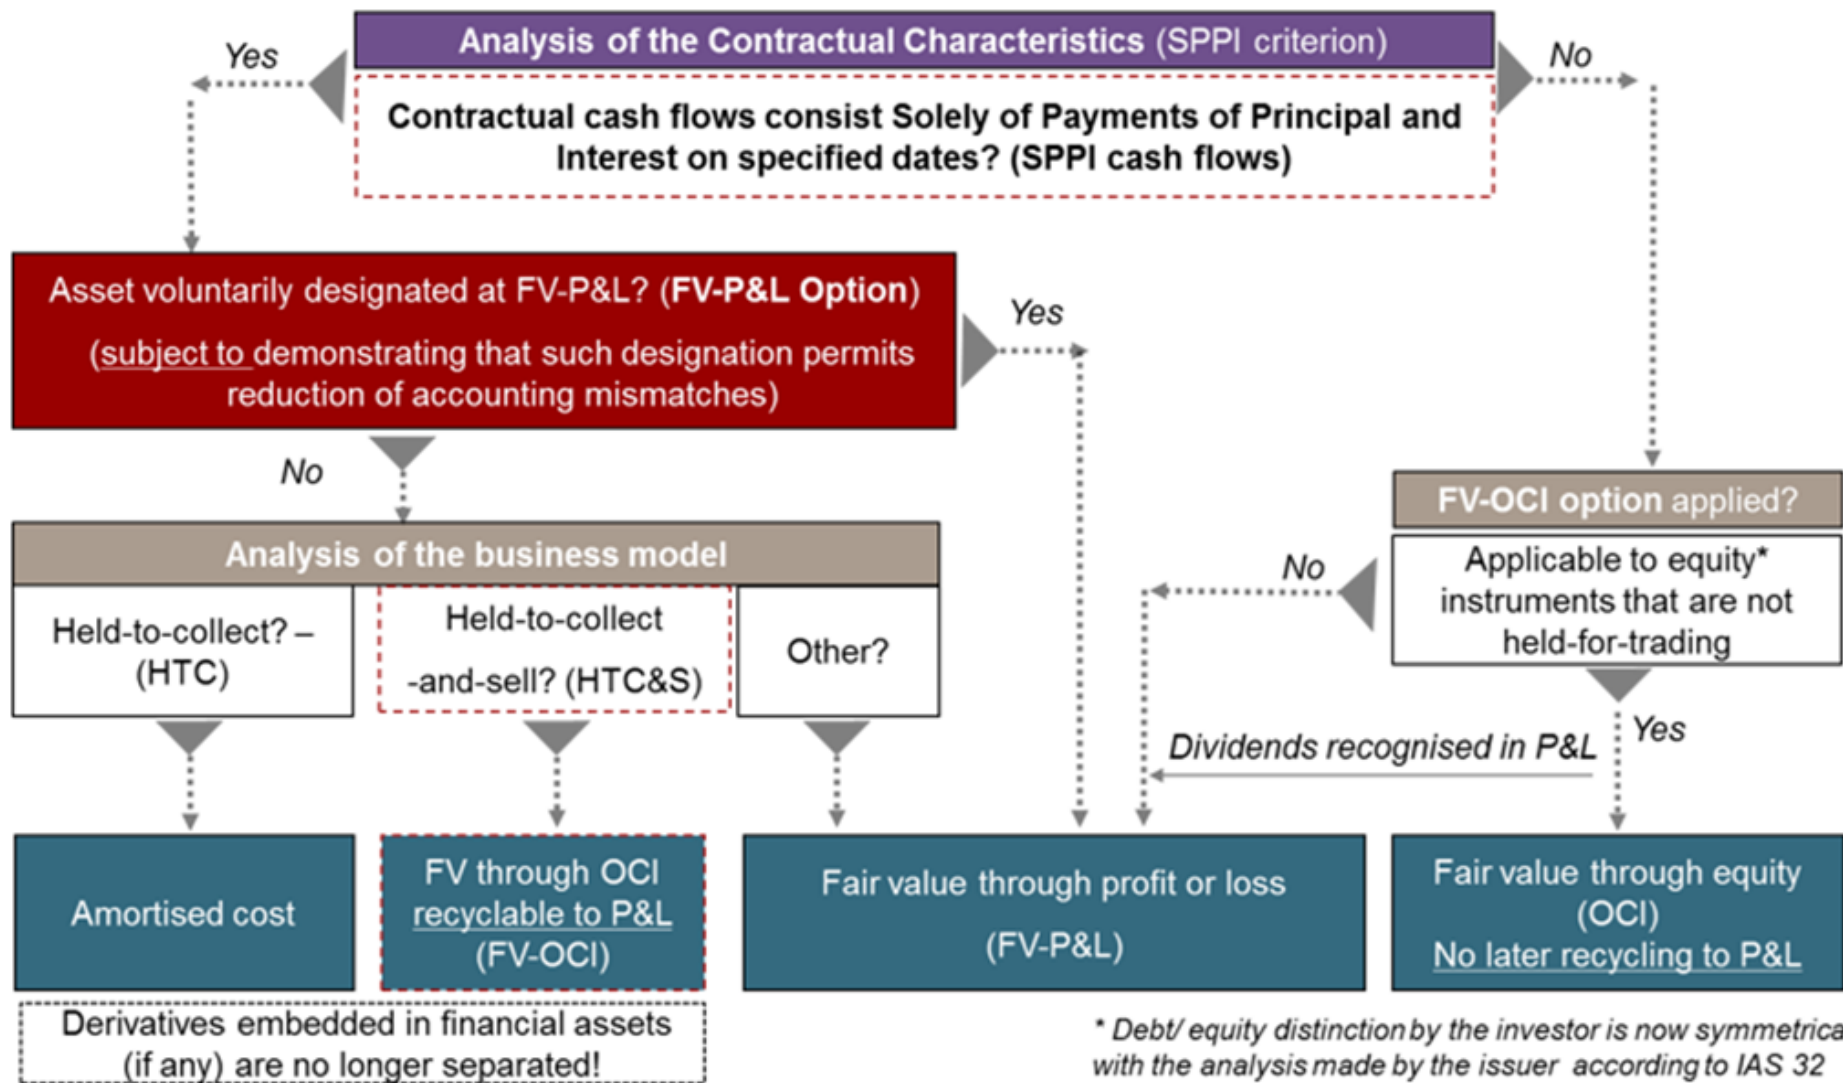 Analysis of the Contractual Characteristics (SPPI criterion)
Yes
No
Contractual cash flows consist Solely of Payments of Principal and
Interest on specified dates? (SPPI cash flows)
Asset voluntarily designated at FV-P&L? (FV-P&L Option)
(subject to demonstrating that such designation permits
reduction of accounting mismatches)
Yes
No
FV-OCI option applied?
Applicable to equity*
instruments that are not
held-for-trading
No
Yes
Analysis of the business model
Held-to-collect? –
(HTC)
Held-to-collect
-and-sell? (HTC&S)
Other?
Dividends recognised in P&L
Amortised cost
FV through OCI
recyclable to P&L
(FV-OCI)
Fair value through profit or loss
(FV-P&L)
Fair value through equity
(OCI)
No later recycling to P&L
Derivatives embedded in financial assets
(if any) are no longer separated!
* Debt/ equity distinction by the investor is now symmetrica
with the analysis made by the issuer according to IAS 32